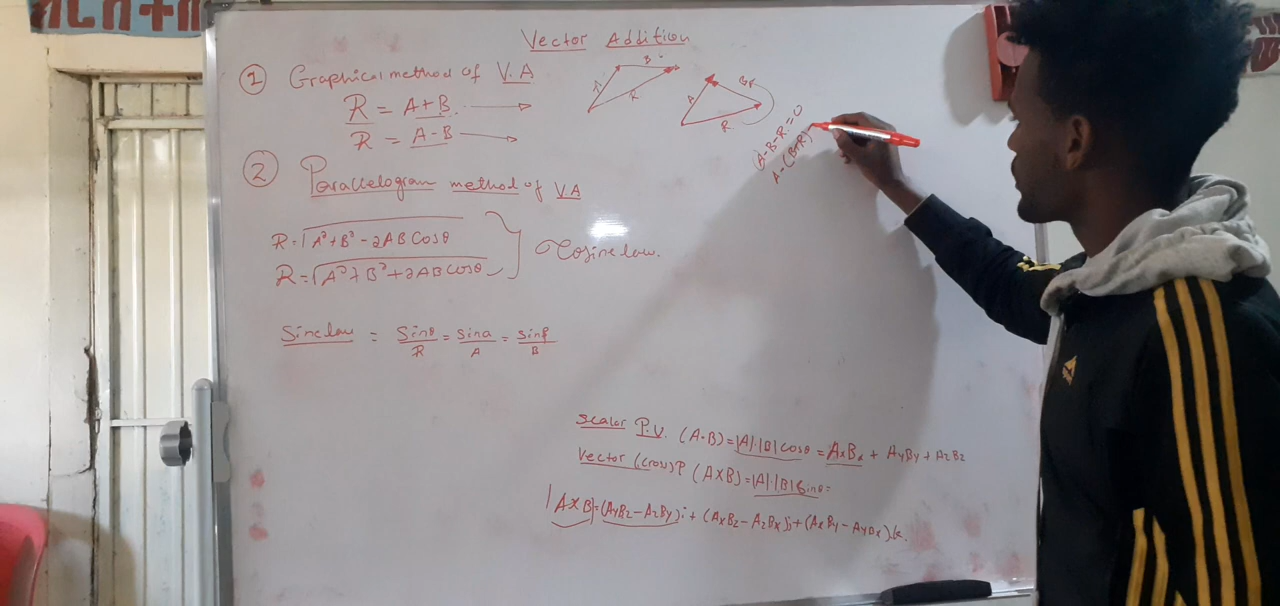 Vector Addition
① Graphical method of V.A
R = A+B
R = A-B
A B R
A B R
A-B-R=0
A-(B+R)
② Parallelogram method of V.A
R=√A²+B²-2ABCosθ
R=√A²+B²+2ABCosθ
Cosine law.
Sine law = Sinθ/R = Sinα/A = Sinβ/B
Scalar P.V. (A·B)=|A|·|B|cosθ = AxBx + AyBy + AzBz
Vector (cross)P (AXB)=|A|·|B|Sinθ=
|AXB|=(AyBz-AzBy)i+(AxBz-AzBx)j+(AxBy-AyBx)k.